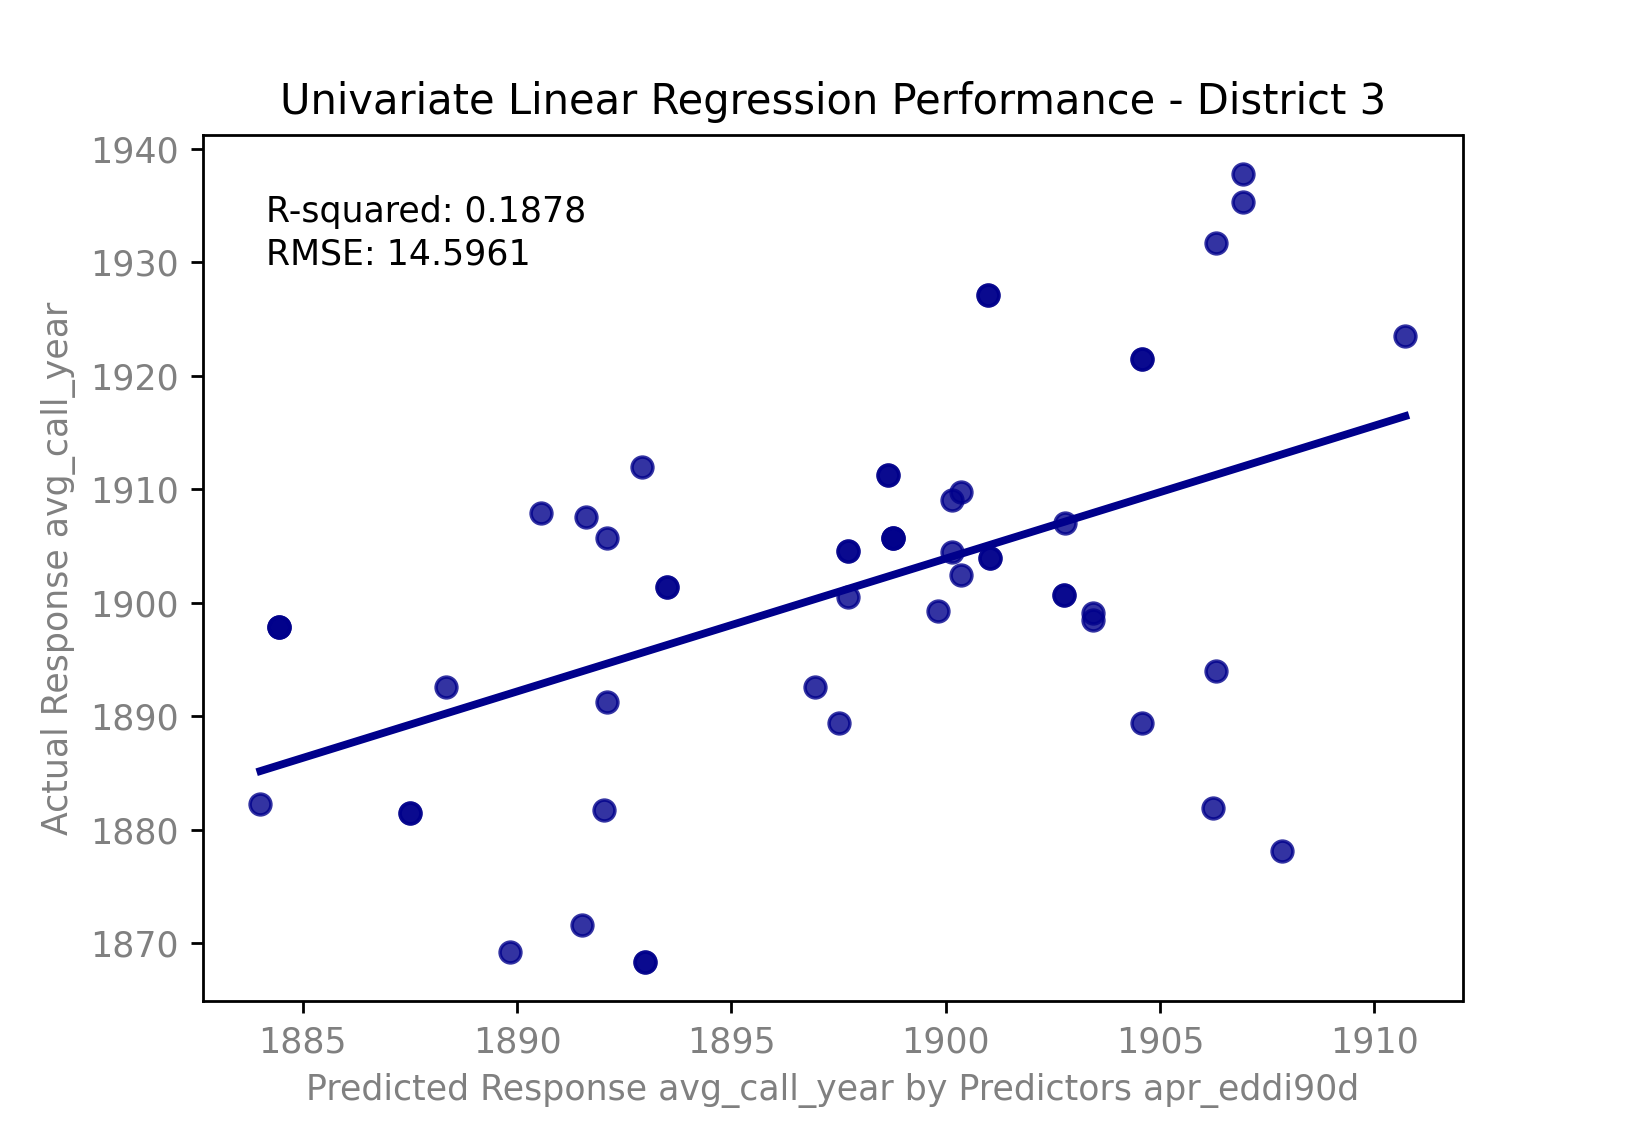 Univariate Linear Regression Performance - District 3
R-squared: 0.1878
RMSE: 14.5961
Actual Response avg_call_year
1940
1930
1920
1910
1900
1890
1880
1870
1885 1890 1895 1900 1905 1910
Predicted Response avg_call_year by Predictors apr_eddi90d